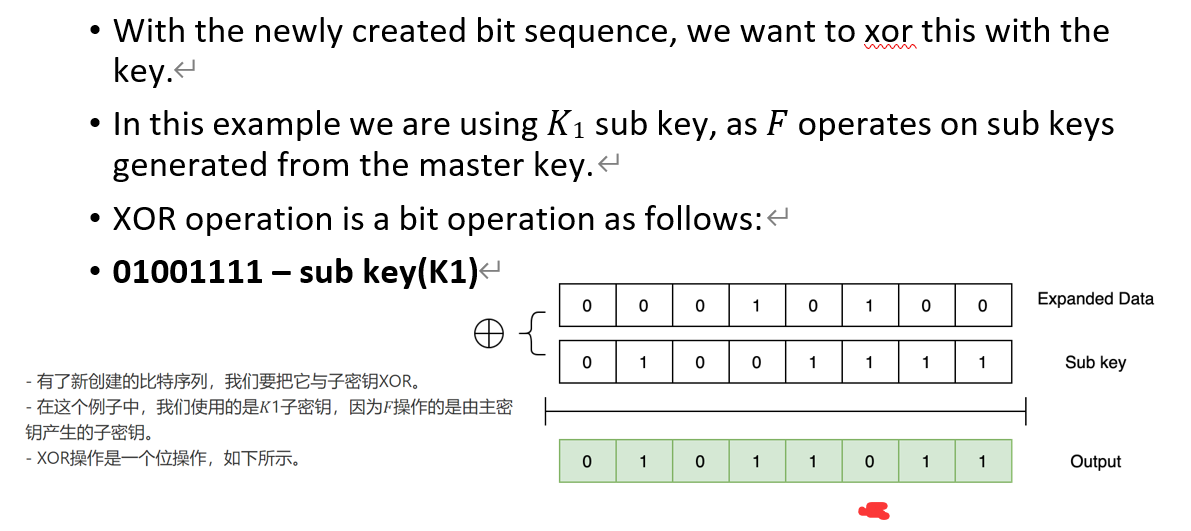 • With the newly created bit sequence, we want to xor this with the
key.↵
• In this example we are using K₁ sub key, as F operates on sub keys
generated from the master key.↵
• XOR operation is a bit operation as follows:↵
• 01001111 – sub key(K1)↵
0 0 0 1 0 1 0 0 Expanded Data
⊕ {
0 1 0 0 1 1 1 1 Sub key
- 有了新创建的比特序列，我们要把它与子密钥XOR。
- 在这个例子中，我们使用的是K1子密钥，因为F操作的是由主密
钥产生的子密钥。
- XOR操作是一个位操作，如下所示。
0 1 0 1 1 0 1 1 Output